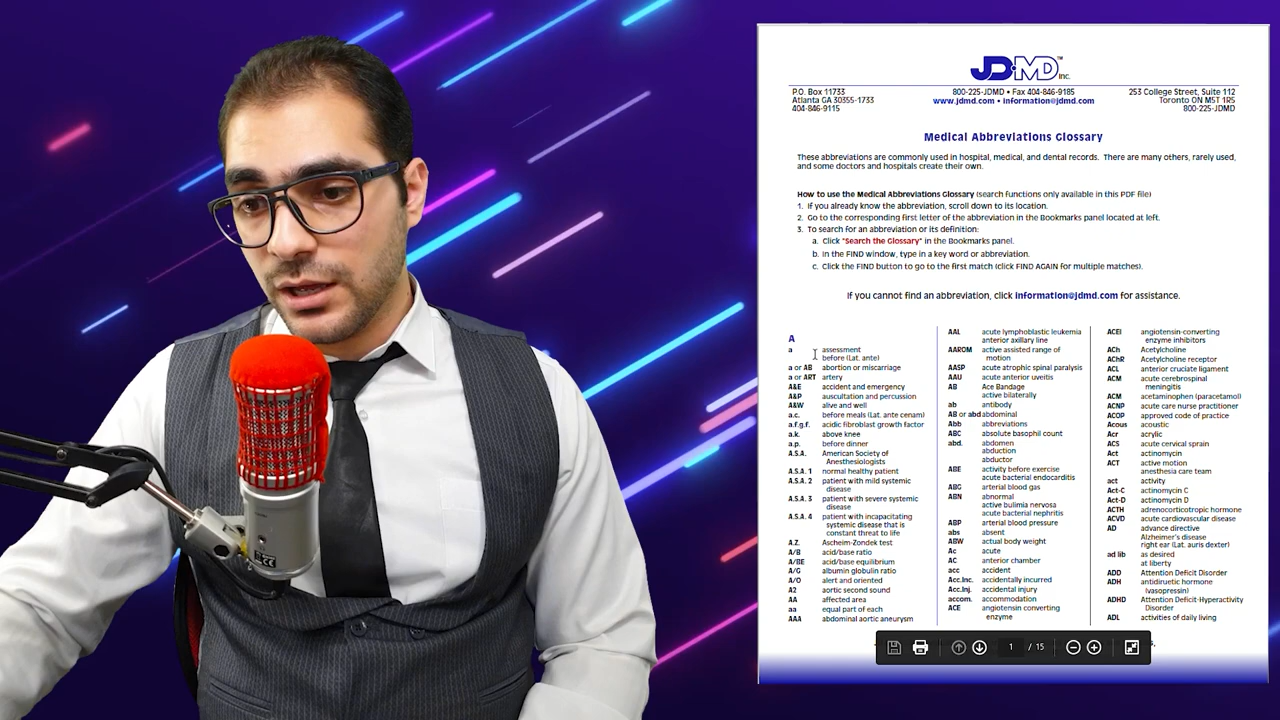 JD·MD™ Inc.
P.O. Box 11733
Atlanta GA 30355-1733
404-846-9115
800-225-JDMD • Fax 404-846-9185
www.jdmd.com • information@jdmd.com
253 College Street, Suite 112
Toronto ON M5T 1R5
800-225-JDMD
Medical Abbreviations Glossary
These abbreviations are commonly used in hospital, medical, and dental records. There are many others, rarely used,
and some doctors and hospitals create their own.
How to use the Medical Abbreviations Glossary (search functions only available in this PDF file)
1. If you already know the abbreviation, scroll down to its location.
2. Go to the corresponding first letter of the abbreviation in the Bookmarks panel located at left.
3. To search for an abbreviation or its definition:
a. Click "Search the Glossary" in the Bookmarks panel.
b. In the FIND window, type in a key word or abbreviation.
c. Click the FIND button to go to the first match (click FIND AGAIN for multiple matches).
If you cannot find an abbreviation, click information@jdmd.com for assistance.
A
a assessment
before (Lat. ante)
a or AB abortion or miscarriage
a or ART artery
A&E accident and emergency
A&P auscultation and percussion
A&W alive and well
a.c. before meals (Lat. ante cenam)
a.f.g.f. acidic fibroblast growth factor
a.k. above knee
a.p. before dinner
A.S.A. American Society of
Anesthesiologists
A.S.A. 1 normal healthy patient
A.S.A. 2 patient with mild systemic
disease
A.S.A. 3 patient with severe systemic
disease
A.S.A. 4 patient with incapacitating
systemic disease that is
constant threat to life
A.Z. Ascheim-Zondek test
A/B acid/base ratio
A/BE acid/base equilibrium
A/G albumin globulin ratio
A/O alert and oriented
A2 aortic second sound
AA affected area
aa equal part of each
AAA abdominal aortic aneurysm
AAL acute lymphoblastic leukemia
anterior axillary line
AAROM active assisted range of
motion
AASP acute atrophic spinal paralysis
AAU acute anterior uveitis
AB Ace Bandage
active bilaterally
ab antibody
AB or abd abdominal
Abb abbreviations
ABC absolute basophil count
abd. abdomen
abduction
abductor
ABE activity before exercise
acute bacterial endocarditis
ABG arterial blood gas
ABN abnormal
active bulimia nervosa
acute bacterial nephritis
ABP arterial blood pressure
abs absent
ABW actual body weight
Ac acute
AC anterior chamber
acc accident
Acc.Inc. accidentally incurred
Acc.Inj. accidental injury
accom. accommodation
ACE angiotensin converting
enzyme
ACEI angiotensin-converting
enzyme inhibitors
ACh Acetylcholine
AChR Acetylcholine receptor
ACL anterior cruciate ligament
ACM acute cerebrospinal
meningitis
ACM acetaminophen (paracetamol)
ACNP acute care nurse practitioner
ACOP approved code of practice
Acous acoustic
Acr acrylic
ACS acute cervical sprain
Act actinomycin
ACT active motion
anesthesia care team
act activity
Act-C actinomycin C
Act-D actinomycin D
ACTH adrenocorticotropic hormone
ACVD acute cardiovascular disease
AD advance directive
Alzheimer's disease
right ear (Lat. auris dexter)
ad lib as desired
at liberty
ADD Attention Deficit Disorder
ADH antidiuretic hormone
(vasopressin)
ADHD Attention Deficit-Hyperactivity
Disorder
ADL activities of daily living
1 / 15